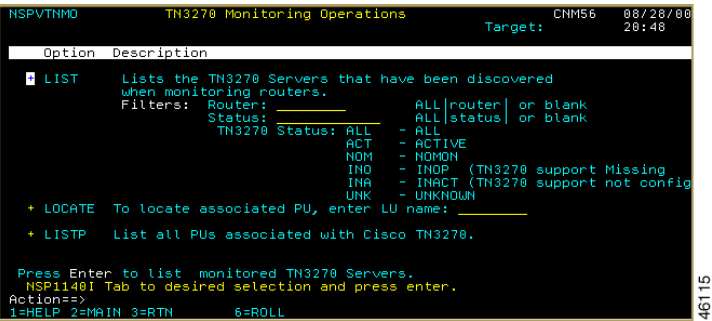 NSPVTNMO TN3270 Monitoring Operations CNM56 08/28/00
Target: 20:48
Option Description
+ LIST Lists the TN3270 Servers that have been discovered
when monitoring routers.
Filters: Router: ALL|router| or blank
Status: ALL|status| or blank
TN3270 Status: ALL - ALL
ACT - ACTIVE
NOM - NOMON
INO - INOP (TN3270 support Missing
INA - INACT (TN3270 support not config
UNK - UNKNOWN
+ LOCATE To locate associated PU, enter LU name:
+ LISTP List all PUs associated with Cisco TN3270.
Press Enter to list monitored TN3270 Servers.
NSP1140I Tab to desired selection and press enter.
Action==>
1=HELP 2=MAIN 3=RTN 6=ROLL
46115